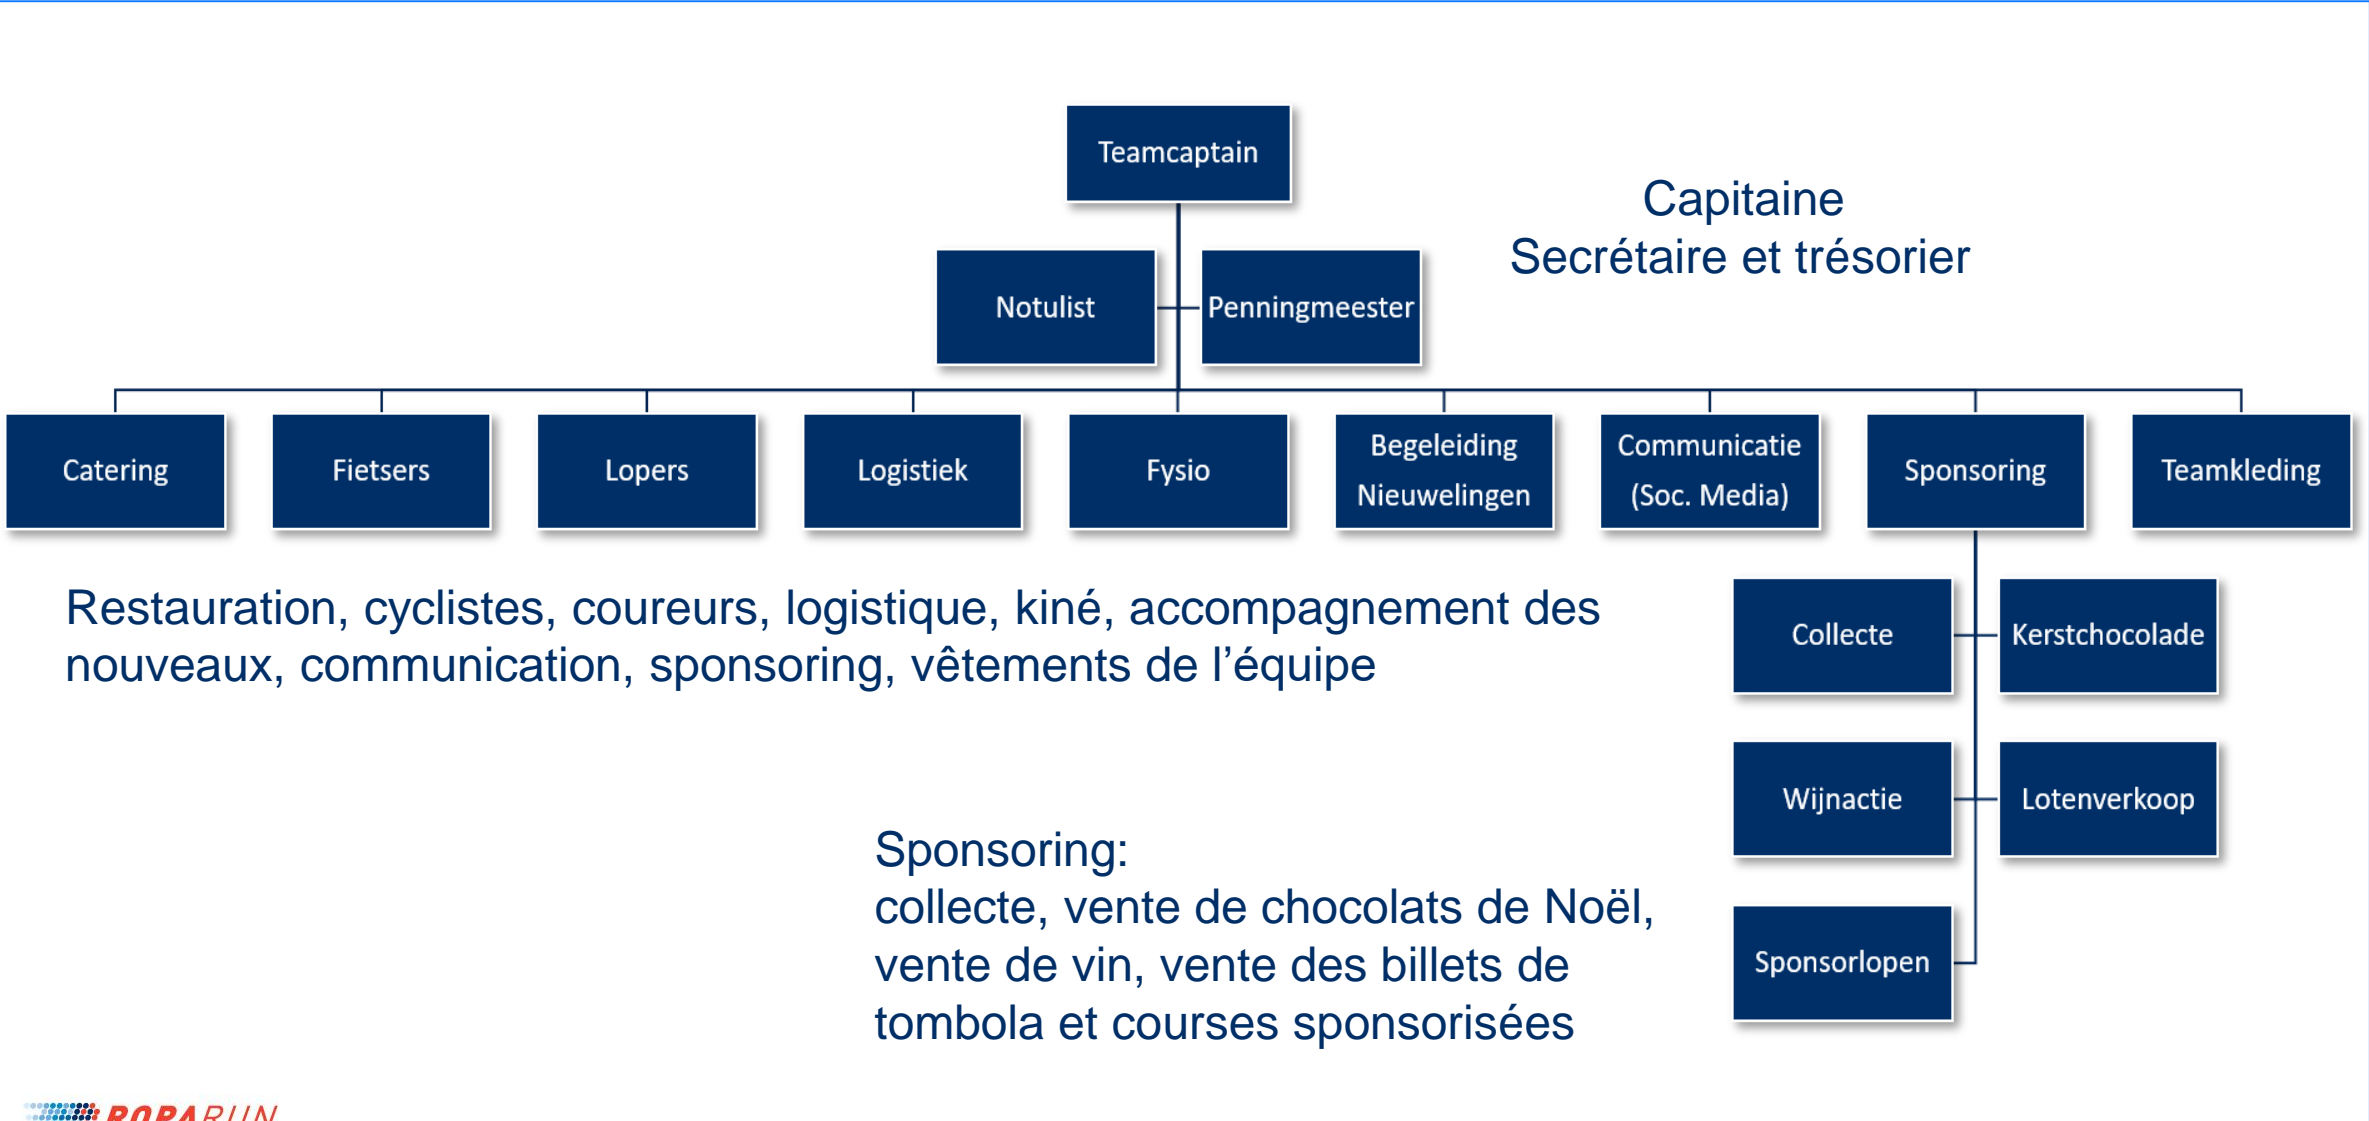 Teamcaptain
Capitaine
Secrétaire et trésorier
Notulist
Penningmeester
Catering
Fietsers
Lopers
Logistiek
Fysio
Begeleiding
Nieuwelingen
Communicatie
(Soc. Media)
Sponsoring
Teamkleding
Restauration, cyclistes, coureurs, logistique, kiné, accompagnement des
nouveaux, communication, sponsoring, vêtements de l’équipe
Collecte
Kerstchocolade
Wijnactie
Lotenverkoop
Sponsorlopen
Sponsoring:
collecte, vente de chocolats de Noël,
vente de vin, vente des billets de
tombola et courses sponsorisées
ROPARUN